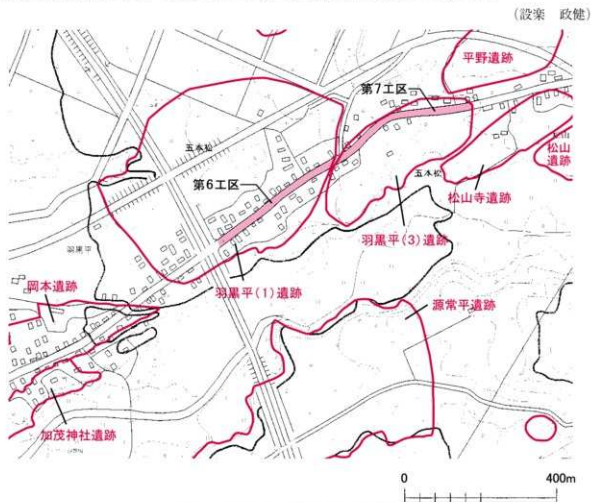 （設楽　政健）
平野遺跡
第7工区
五本松
松山
遺跡
第6工区
五本松
松山寺遺跡
羽黒平
羽黒平(3)遺跡
岡本遺跡
羽黒平(1)遺跡
源常平遺跡
加茂神社遺跡
0
400m